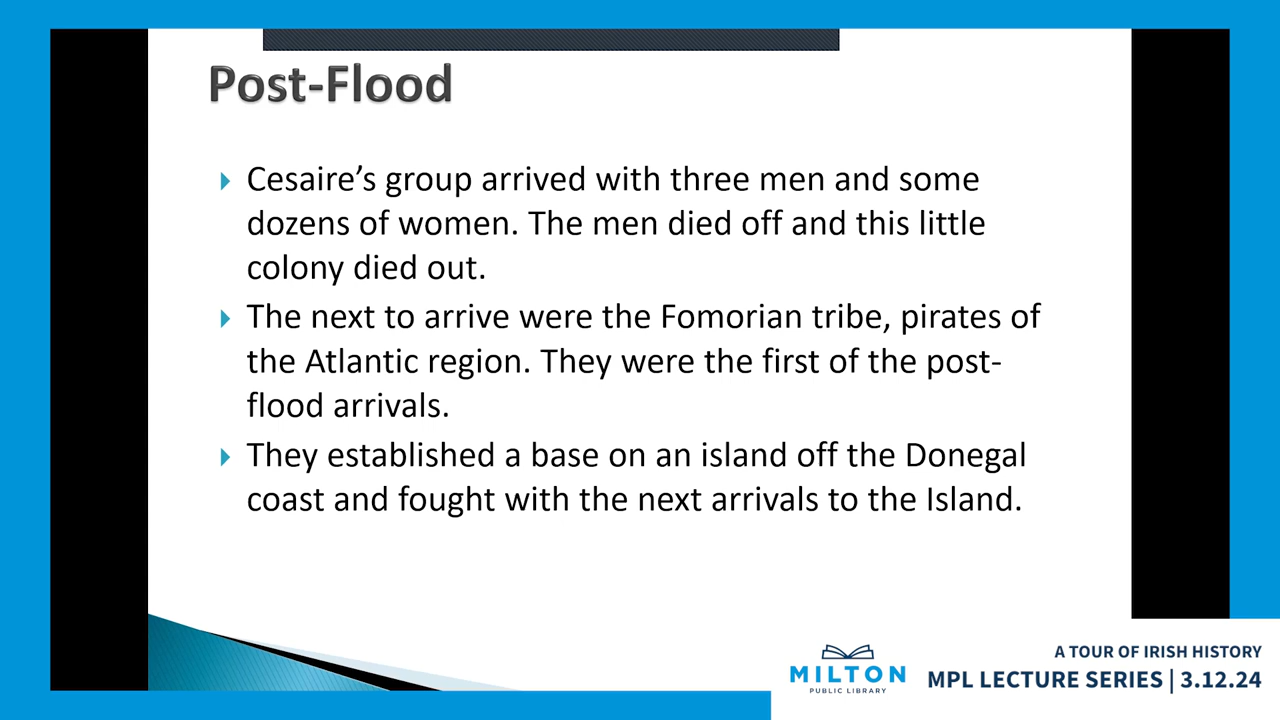 Post-Flood
Cesaire’s group arrived with three men and some
dozens of women. The men died off and this little
colony died out.
The next to arrive were the Fomorian tribe, pirates of
the Atlantic region. They were the first of the post-
flood arrivals.
They established a base on an island off the Donegal
coast and fought with the next arrivals to the Island.
MILTON
PUBLIC LIBRARY
A TOUR OF IRISH HISTORY
MPL LECTURE SERIES | 3.12.24